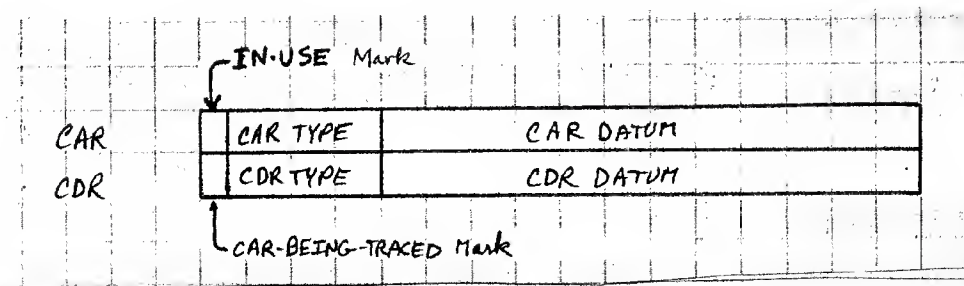 IN-USE Mark
CAR CAR TYPE CAR DATUM
CDR CDR TYPE CDR DATUM
CAR-BEING-TRACED Mark